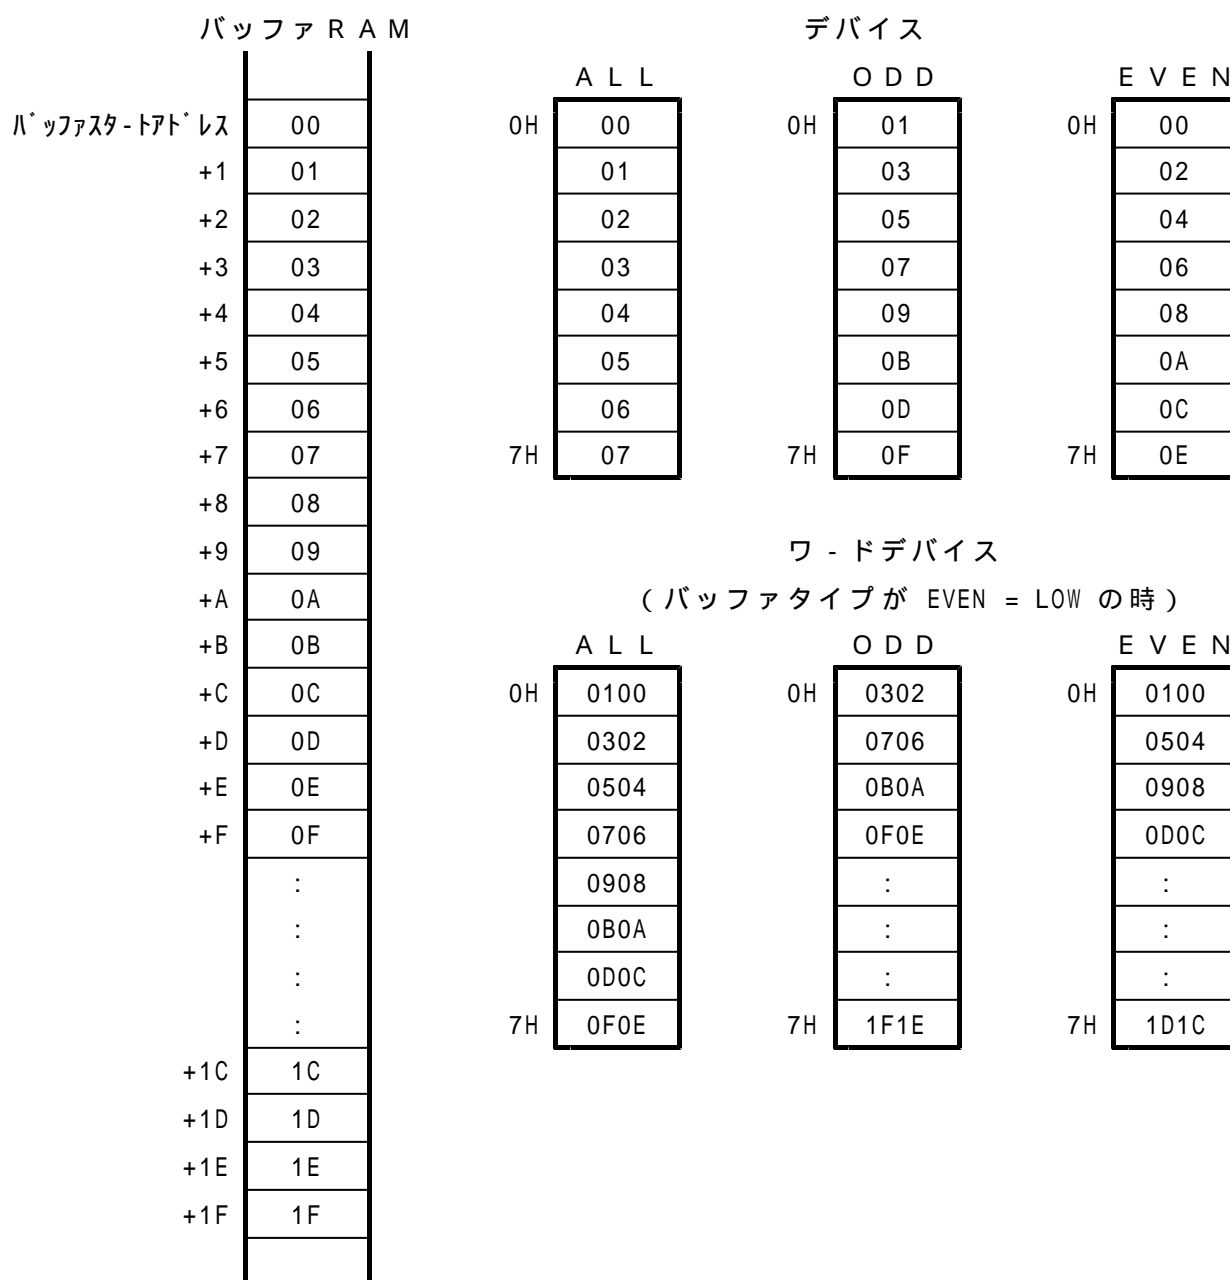 バッファＲＡＭ デバイス
ＡＬＬ ＯＤＤ ＥＶＥＮ
ﾊﾞｯﾌｧｽﾀ-ﾄｱﾄﾞﾚｽ 00 0H 00 0H 01 0H 00
+1 01 01 03 02
+2 02 02 05 04
+3 03 03 07 06
+4 04 04 09 08
+5 05 05 0B 0A
+6 06 06 0D 0C
+7 07 7H 07 7H 0F 7H 0E
+8 08
+9 09 ワ-ドデバイス
+A 0A (バッファタイプが EVEN = LOW の時)
+B 0B ＡＬＬ ＯＤＤ ＥＶＥＮ
+C 0C 0H 0100 0H 0302 0H 0100
+D 0D 0302 0706 0504
+E 0E 0504 0B0A 0908
+F 0F 0706 0F0E 0D0C
: 0908 : :
: 0B0A : :
: 0D0C : :
: 7H 0F0E 7H 1F1E 7H 1D1C
+1C 1C
+1D 1D
+1E 1E
+1F 1F